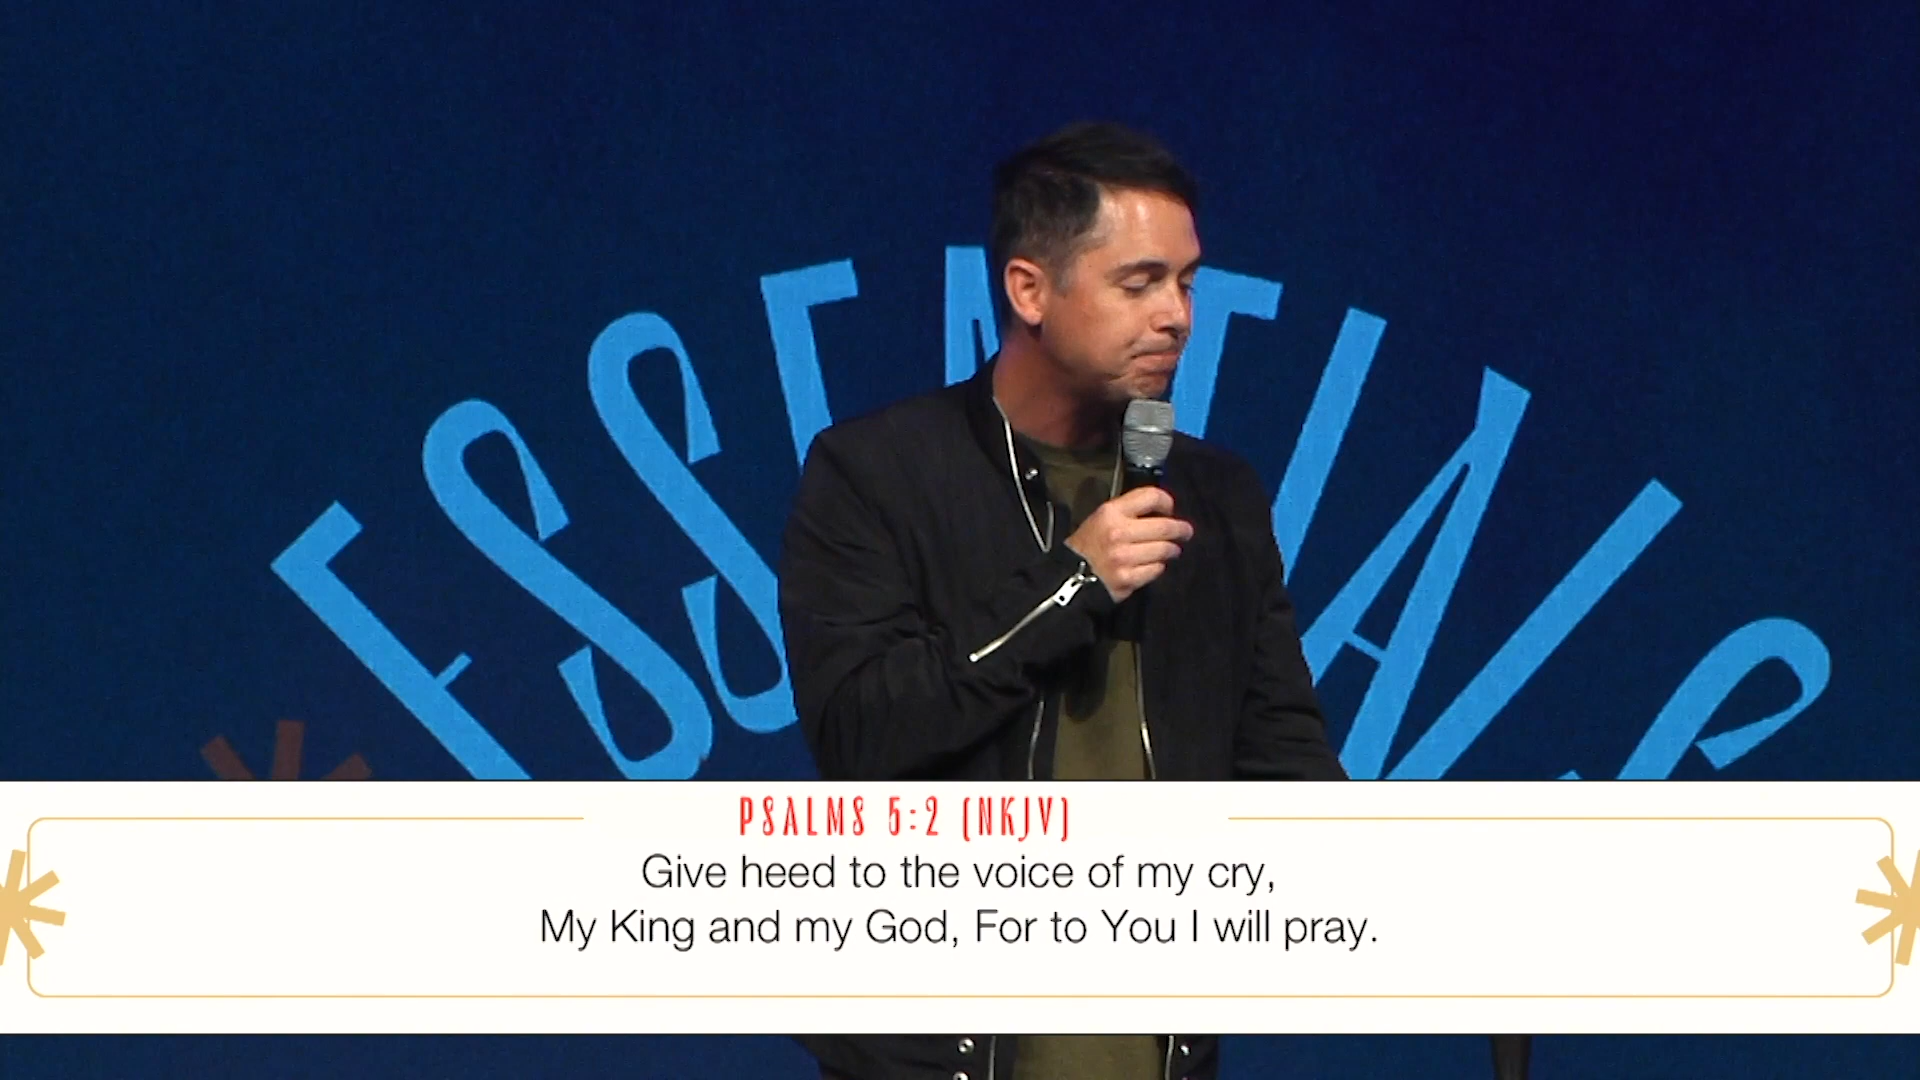 ESSENTIALS
PSALMS 5:2 (NKJV)
Give heed to the voice of my cry,
My King and my God, For to You I will pray.